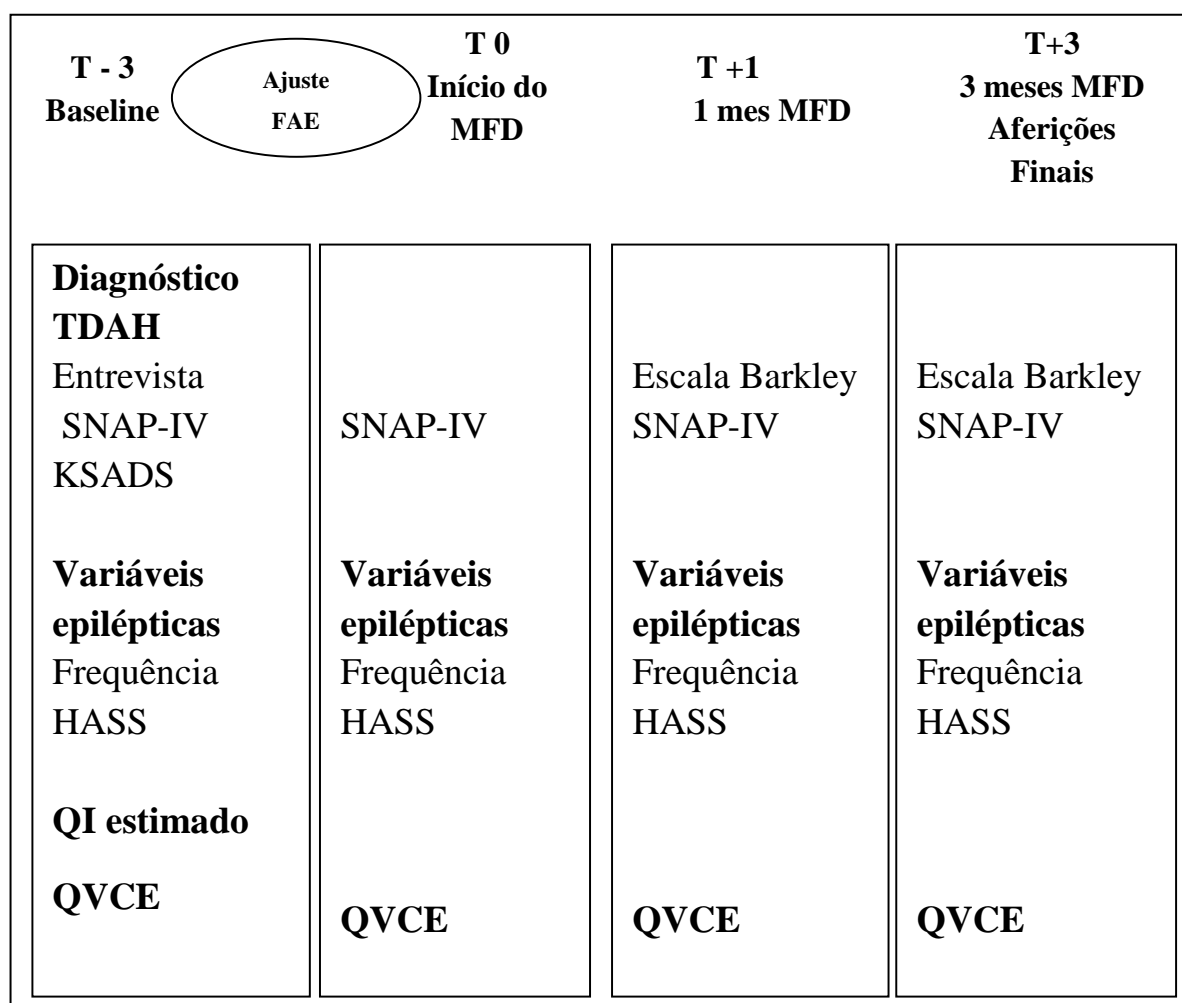 T - 3
Baseline
Ajuste
FAE
T 0
Início do
MFD
T +1
1 mes MFD
T+3
3 meses MFD
Aferições
Finais
Diagnóstico
TDAH
Entrevista
SNAP-IV
KSADS
Variáveis
epilépticas
Frequência
HASS
QI estimado
QVCE
SNAP-IV
Variáveis
epilépticas
Frequência
HASS
QVCE
Escala Barkley
SNAP-IV
Variáveis
epilépticas
Frequência
HASS
QVCE
Escala Barkley
SNAP-IV
Variáveis
epilépticas
Frequência
HASS
QVCE